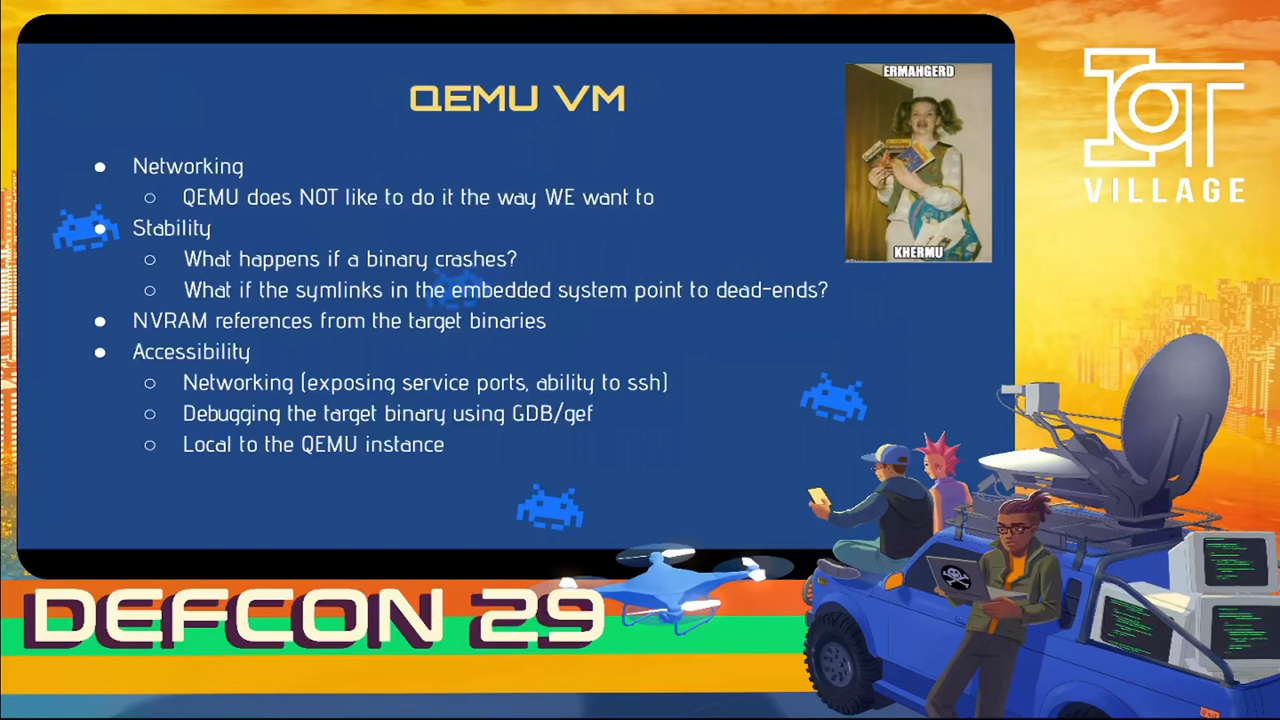 QEMU VM
● Networking
○ QEMU does NOT like to do it the way WE want to
● Stability
○ What happens if a binary crashes?
○ What if the symlinks in the embedded system point to dead-ends?
● NVRAM references from the target binaries
● Accessibility
○ Networking (exposing service ports, ability to ssh)
○ Debugging the target binary using GDB/gef
○ Local to the QEMU instance
ERMAHGERD
KHERMU
IOT
VILLAGE
DEFCON 29